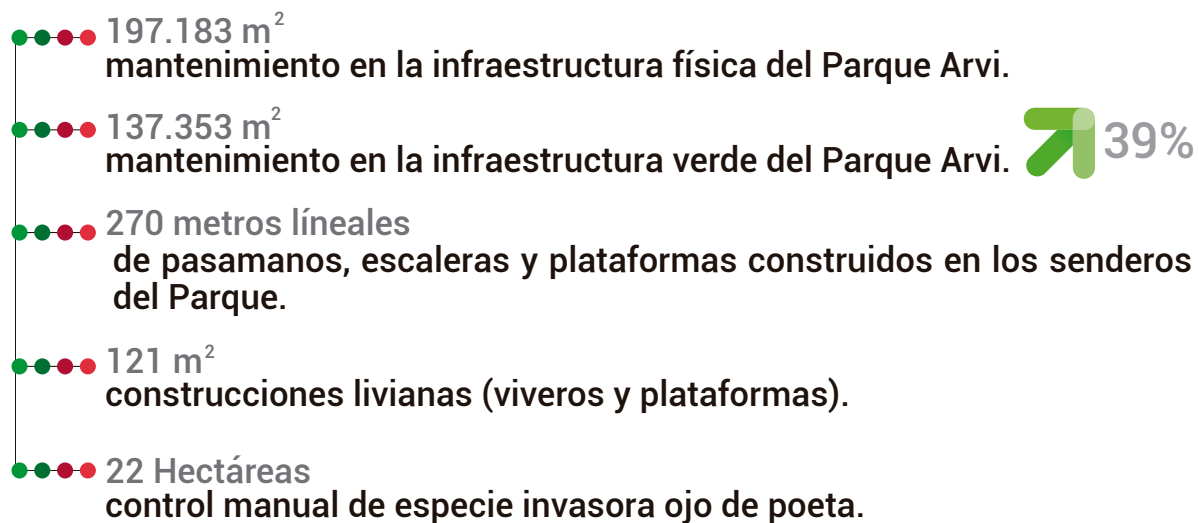 197.183 m²
mantenimiento en la infraestructura física del Parque Arvi.
137.353 m²
mantenimiento en la infraestructura verde del Parque Arvi.
39%
270 metros líneales
de pasamanos, escaleras y plataformas construidos en los senderos
del Parque.
121 m²
construcciones livianas (viveros y plataformas).
22 Hectáreas
control manual de especie invasora ojo de poeta.